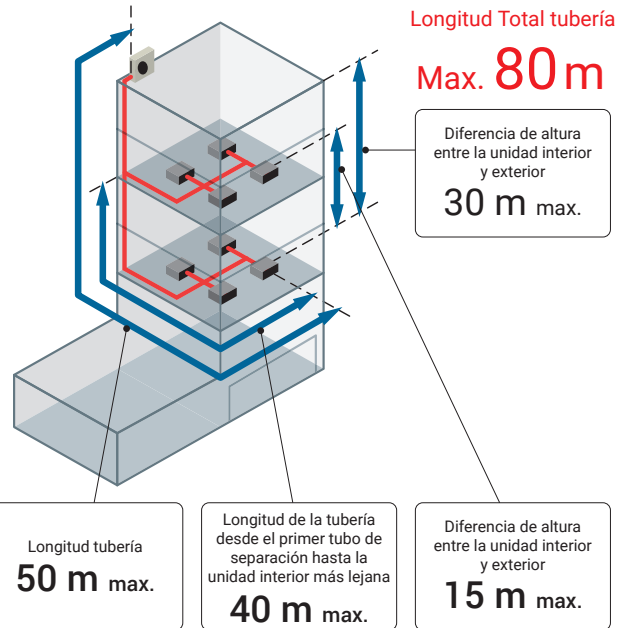 Longitud Total tubería
Max. 80 m
Diferencia de altura
entre la unidad interior
y exterior
30 m max.
Longitud tubería
50 m max.
Longitud de la tubería
desde el primer tubo de
separación hasta la
unidad interior más lejana
40 m max.
Diferencia de altura
entre la unidad interior
y exterior
15 m max.